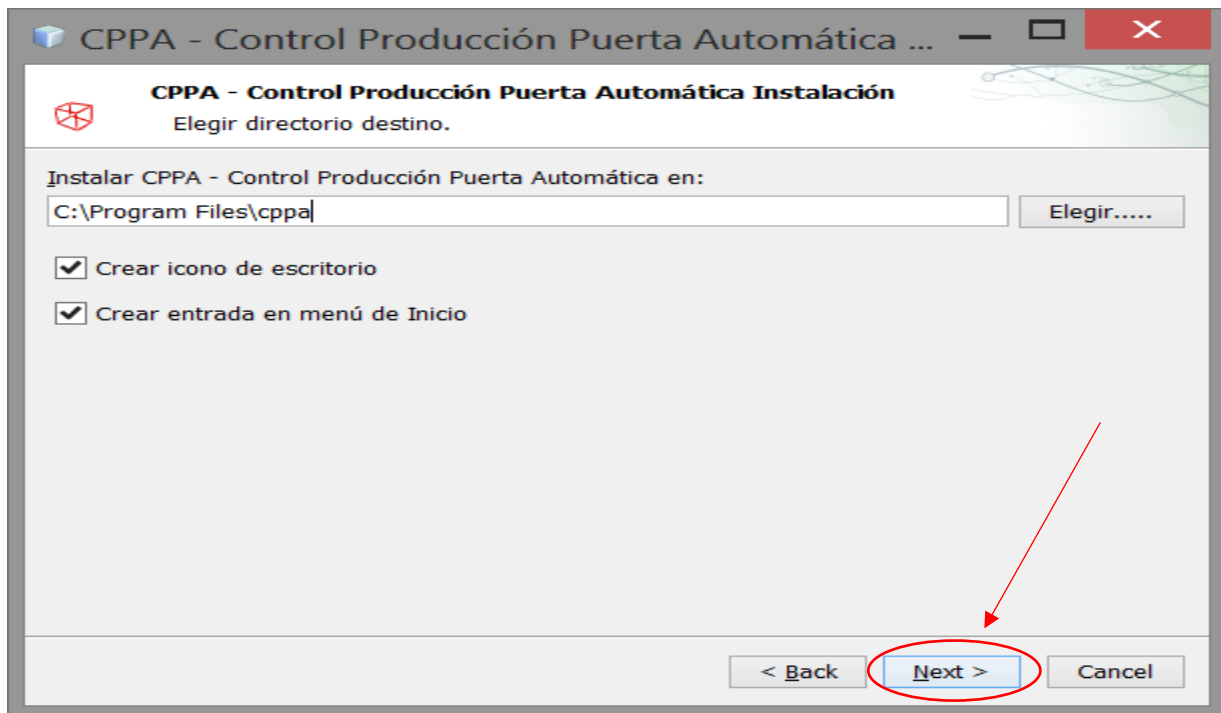 CPPA - Control Producción Puerta Automática ...
CPPA - Control Producción Puerta Automática Instalación
Elegir directorio destino.
Instalar CPPA - Control Producción Puerta Automática en:
C:\Program Files\cppa
Elegir.....
Crear icono de escritorio
Crear entrada en menú de Inicio
< Back
Next >
Cancel